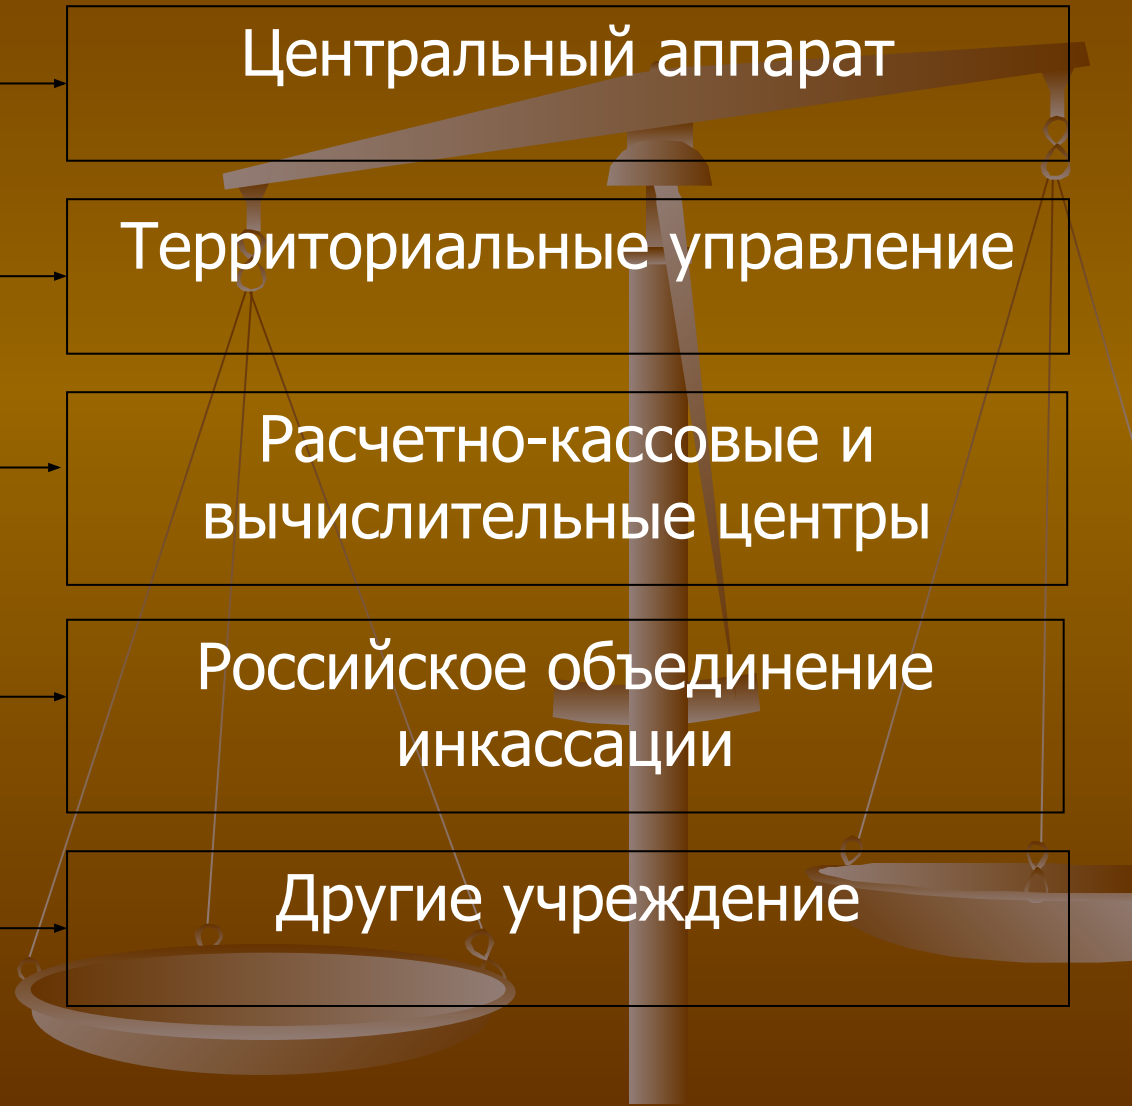 Центральный аппарат
Территориальные управление
Расчетно-кассовые и
вычислительные центры
Российское объединение
инкассации
Другие учреждение